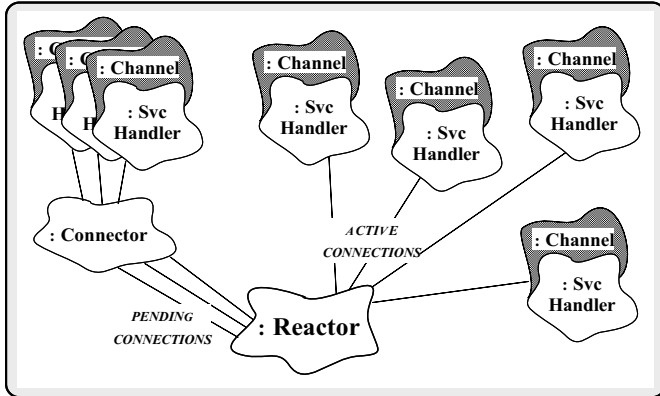 : C
: C
: Channel
H
H
: Svc
Handler
: Channel
: Svc
Handler
: Channel
: Svc
Handler
: Channel
: Svc
Handler
: Connector
ACTIVE
CONNECTIONS
: Channel
: Svc
Handler
PENDING
CONNECTIONS
: Reactor